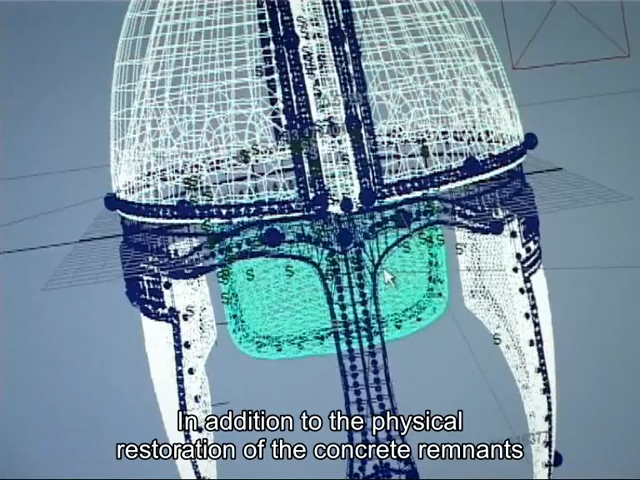 In addition to the physical
restoration of the concrete remnants